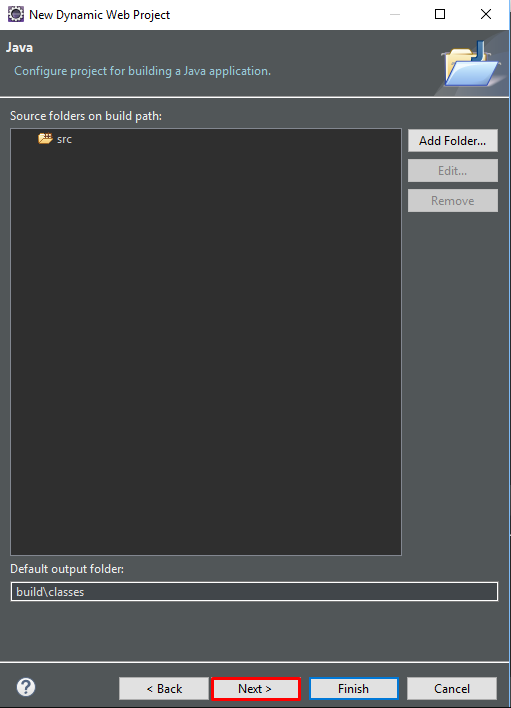 New Dynamic Web Project
Java
Configure project for building a Java application.
Source folders on build path:
src
Add Folder...
Edit...
Remove
Default output folder:
build\classes
?
< Back
Next >
Finish
Cancel